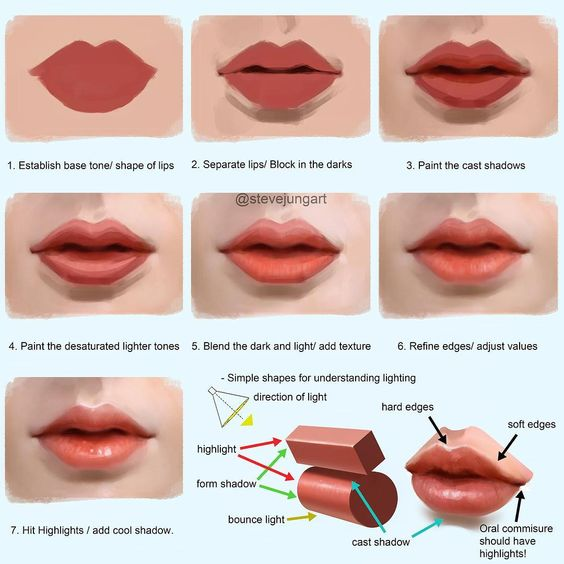 1. Establish base tone/ shape of lips
2. Separate lips/ Block in the darks
3. Paint the cast shadows
@stevejungart
4. Paint the desaturated lighter tones
5. Blend the dark and light/ add texture
6. Refine edges/ adjust values
7. Hit Highlights / add cool shadow.
- Simple shapes for understanding lighting
direction of light
highlight
form shadow
bounce light
cast shadow
hard edges
soft edges
Oral commisure
should have
highlights!